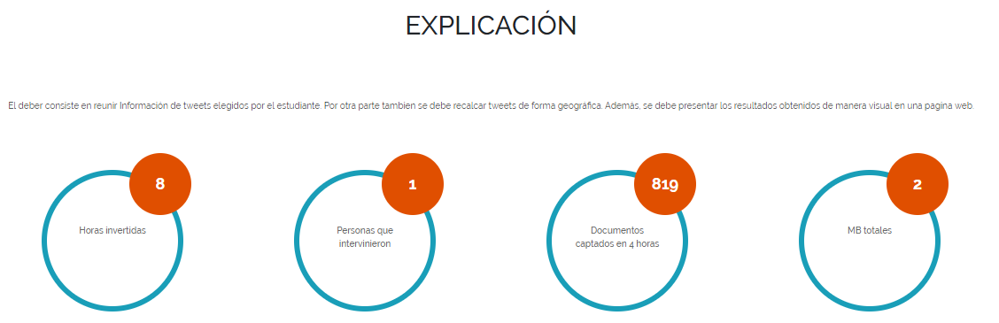 EXPLICACIÓN
El deber consiste en reunir Información de tweets elegidos por el estudiante. Por otra parte tambien se debe recalcar tweets de forma geográfica. Además, se debe presentar los resultados obtenidos de manera visual en una pagina web.
8
Horas invertidas
1
Personas que
intervinieron
819
Documentos
captados en 4 horas
2
MB totales